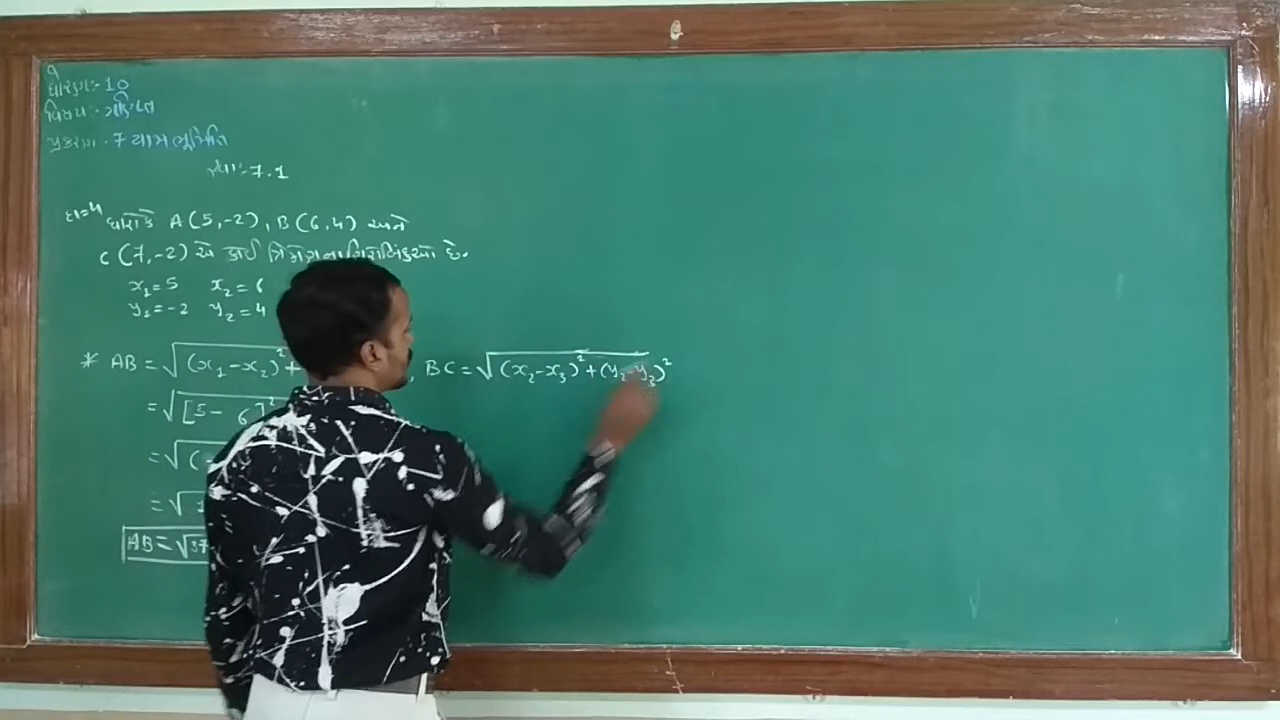 ધોરણ:- 10
વિષય:- ગણિત
પ્રકરણ - 7 યામ ભૂમિતિ
સ્વા:-7.1
દા=4 ધારોકે A(5,-2), B(6,4) અને
C(7,-2) એ કોઈ ત્રિકોણના શિરોબિંદુઓ છે.
x₁=5 x₂=6
y₁=-2 y₂=4
* AB = √(x₁-x₂)²+ , BC = √(x₂-x₃)²+(y₂-y₃)²
= √[5- 6]²
= √(-
= √1
AB = √37